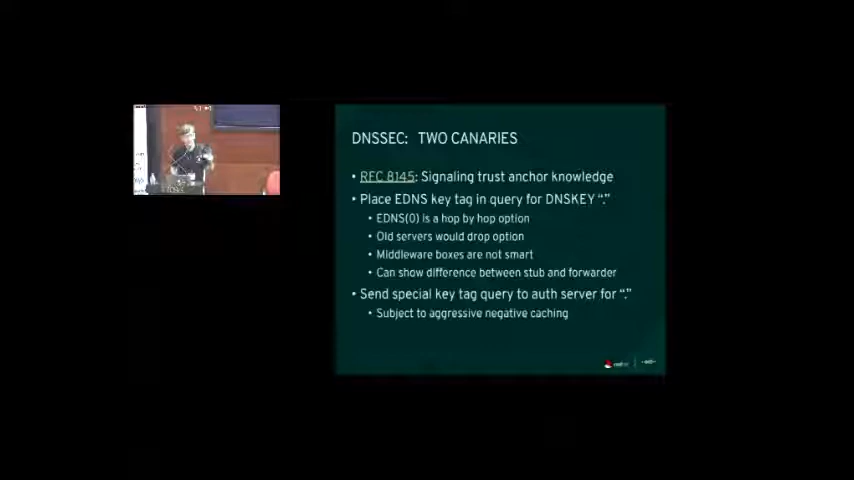 DNSSEC: TWO CANARIES
• RFC 8145: Signaling trust anchor knowledge
• Place EDNS key tag in query for DNSKEY “.”
• EDNS(0) is a hop by hop option
• Old servers would drop option
• Middleware boxes are not smart
• Can show difference between stub and forwarder
• Send special key tag query to auth server for “.”
• Subject to aggressive negative caching